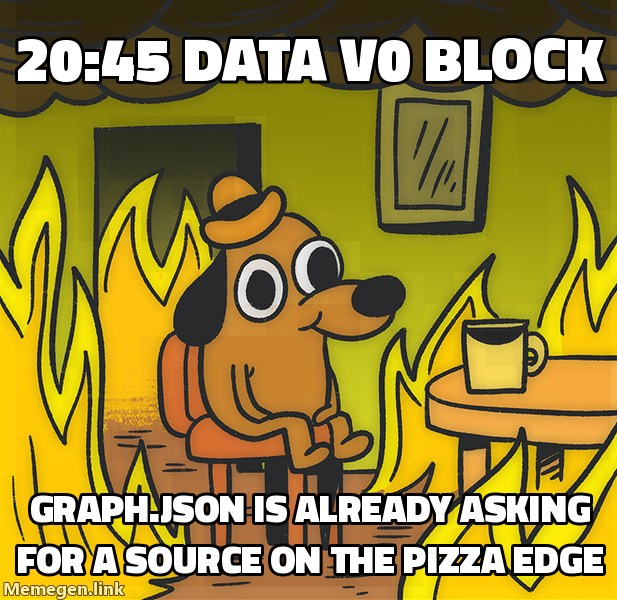 20:45 DATA V0 BLOCK
GRAPH.JSON IS ALREADY ASKING
FOR A SOURCE ON THE PIZZA EDGE
Memegen.link